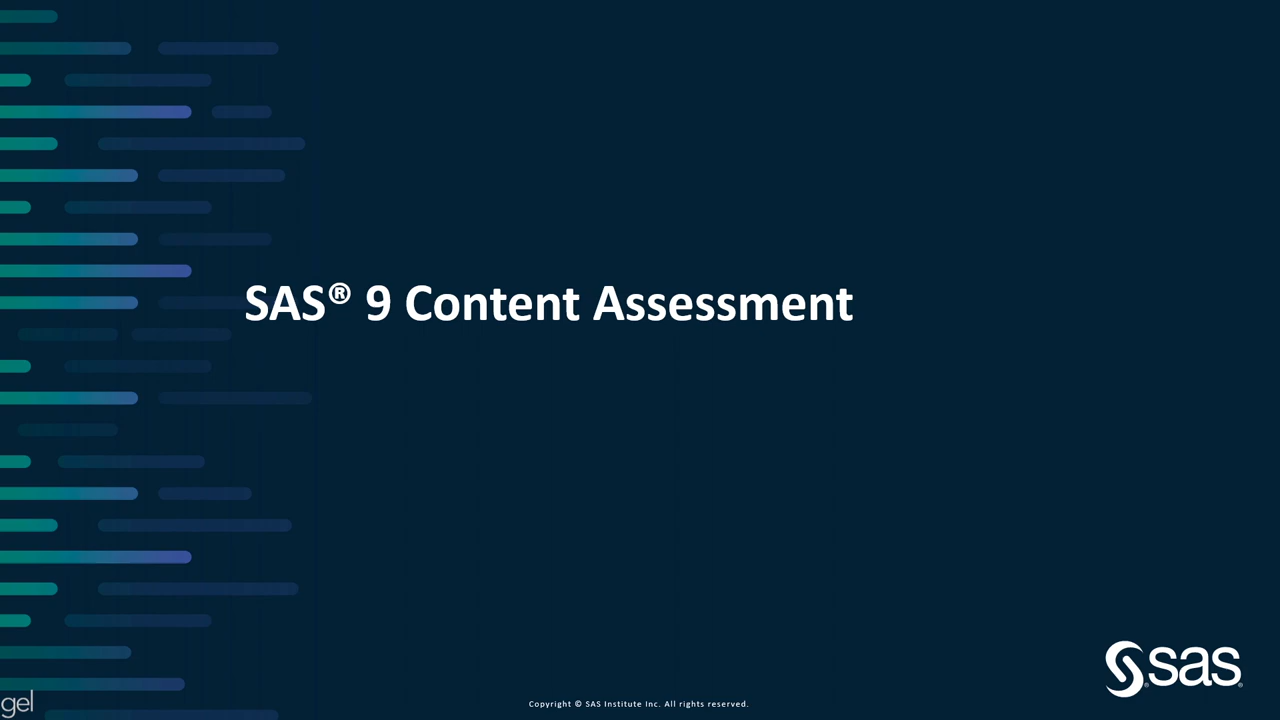 SAS® 9 Content Assessment
sas
gel
Copyright © SAS Institute Inc. All rights reserved.